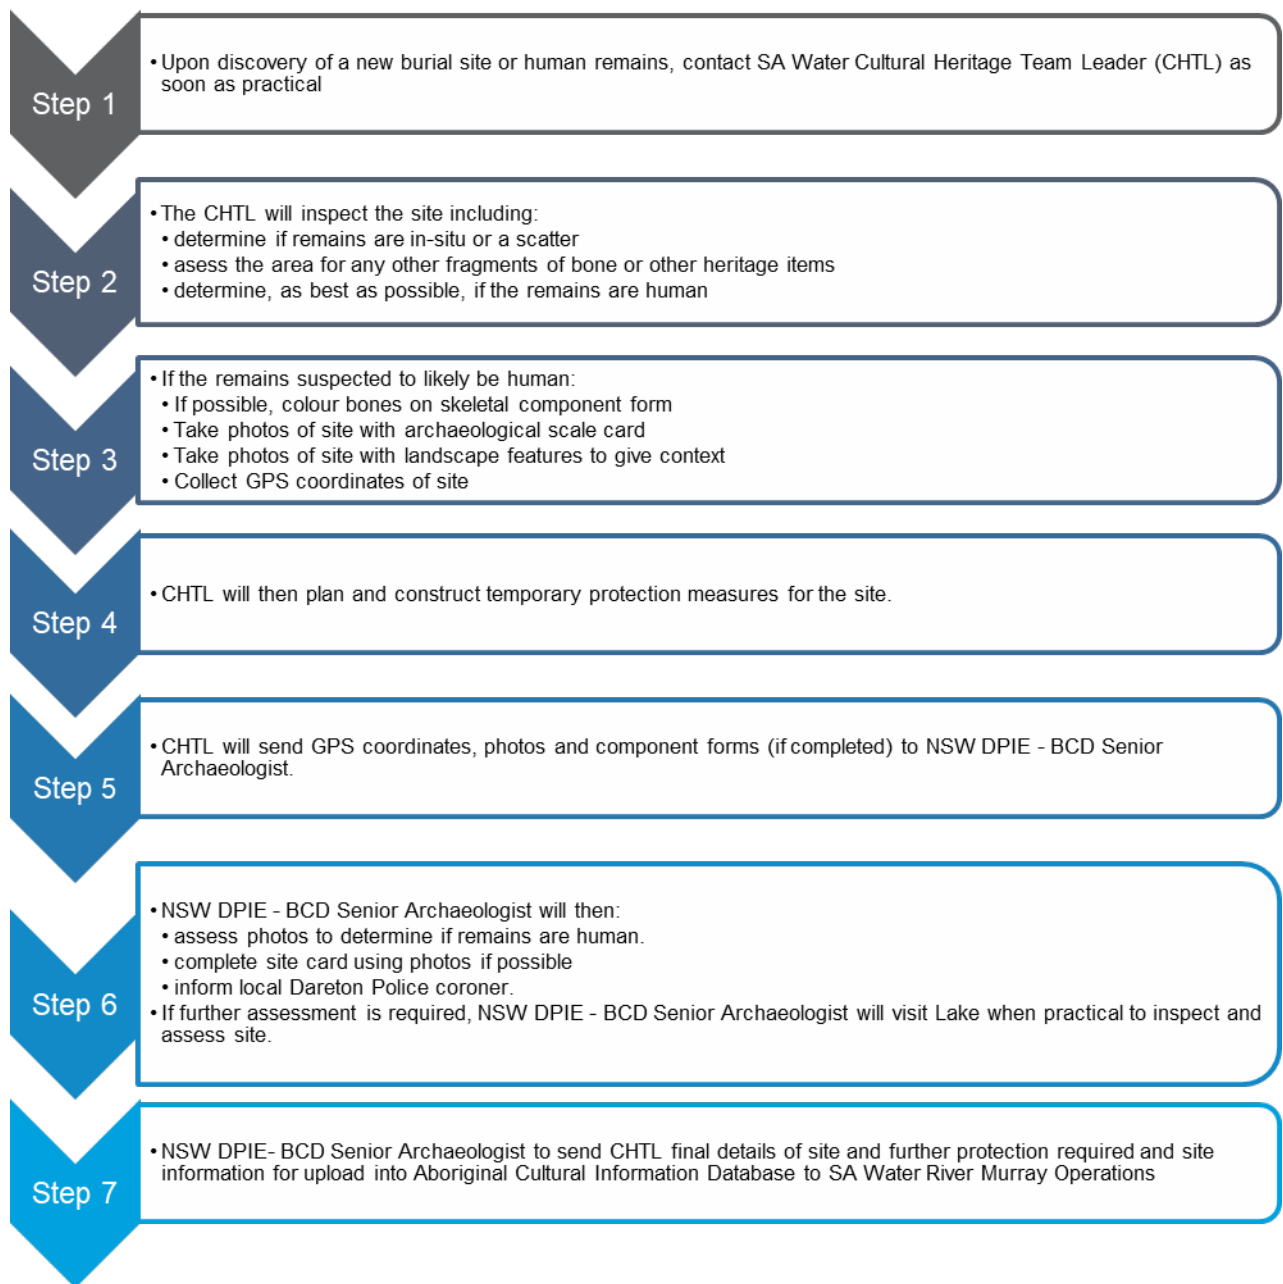 Step 1
• Upon discovery of a new burial site or human remains, contact SA Water Cultural Heritage Team Leader (CHTL) as
soon as practical
Step 2
• The CHTL will inspect the site including:
• determine if remains are in-situ or a scatter
• asess the area for any other fragments of bone or other heritage items
• determine, as best as possible, if the remains are human
Step 3
• If the remains suspected to likely be human:
• If possible, colour bones on skeletal component form
• Take photos of site with archaeological scale card
• Take photos of site with landscape features to give context
• Collect GPS coordinates of site
Step 4
• CHTL will then plan and construct temporary protection measures for the site.
Step 5
• CHTL will send GPS coordinates, photos and component forms (if completed) to NSW DPIE - BCD Senior
Archaeologist.
Step 6
• NSW DPIE - BCD Senior Archaeologist will then:
• assess photos to determine if remains are human.
• complete site card using photos if possible
• inform local Dareton Police coroner.
• If further assessment is required, NSW DPIE - BCD Senior Archaeologist will visit Lake when practical to inspect and
assess site.
Step 7
• NSW DPIE- BCD Senior Archaeologist to send CHTL final details of site and further protection required and site
information for upload into Aboriginal Cultural Information Database to SA Water River Murray Operations